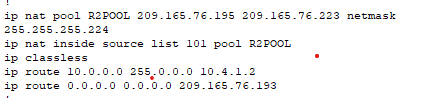 !
ip nat pool R2POOL 209.165.76.195 209.165.76.223 netmask
255.255.255.224
ip nat inside source list 101 pool R2POOL
ip classless
ip route 10.0.0.0 255.0.0.0 10.4.1.2
ip route 0.0.0.0 0.0.0.0 209.165.76.193
!